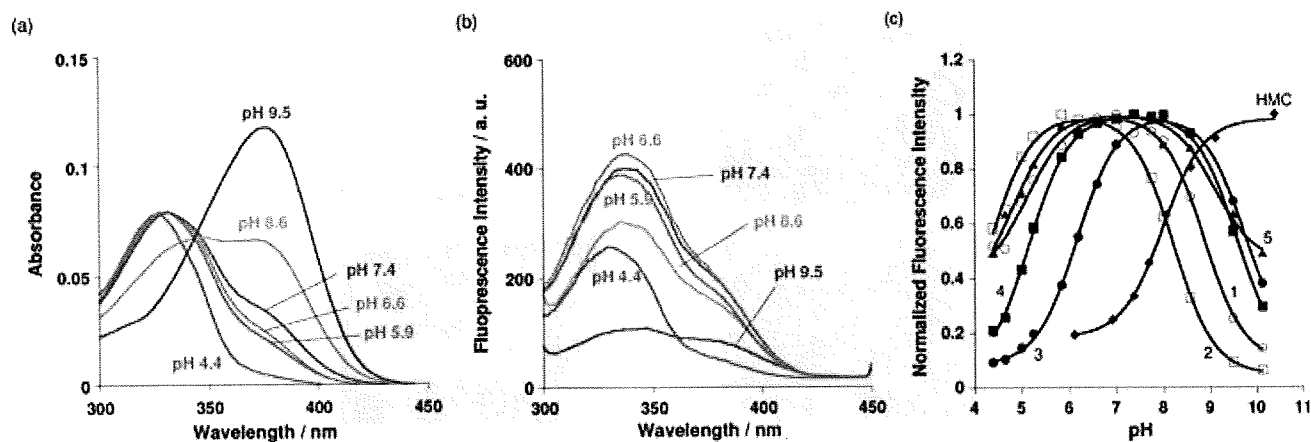 (a)
0.15
0.1
0.05
0
Absorbance
pH 9.5
pH 8.6
pH 7.4
pH 6.6
pH 5.9
pH 4.4
300 350 400 450
Wavelength / nm
(b)
600
400
200
0
Fluoprescence Intensity / a. u.
pH 6.6
pH 7.4
pH 5.9
pH 8.6
pH 4.4
pH 9.5
300 350 400 450
Wavelength / nm
(c)
1.2
1
0.8
0.6
0.4
0.2
0
Normalized Fluorescence Intensity
HMC
5
4
1
3
2
4 5 6 7 8 9 10 11
pH